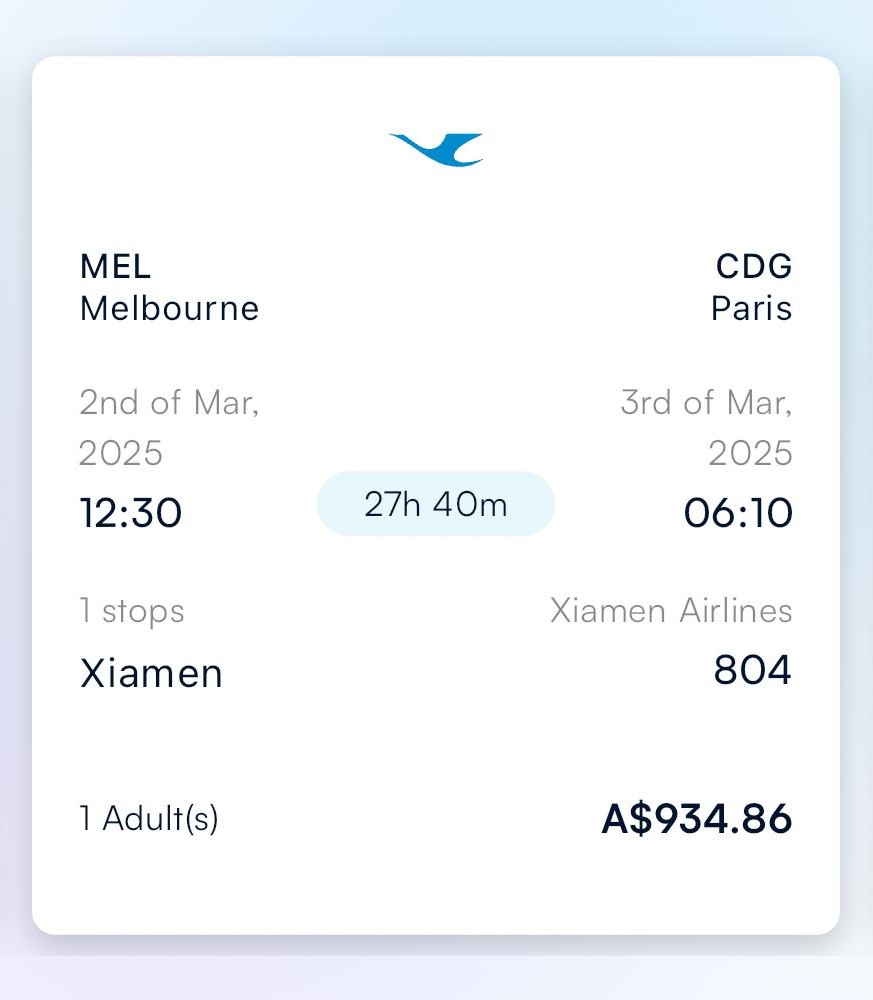 MEL
CDG
Melbourne
Paris
2nd of Mar,
3rd of Mar,
2025
2025
12:30
27h 40m
06:10
1 stops
Xiamen Airlines
Xiamen
804
1 Adult(s)
A$934.86